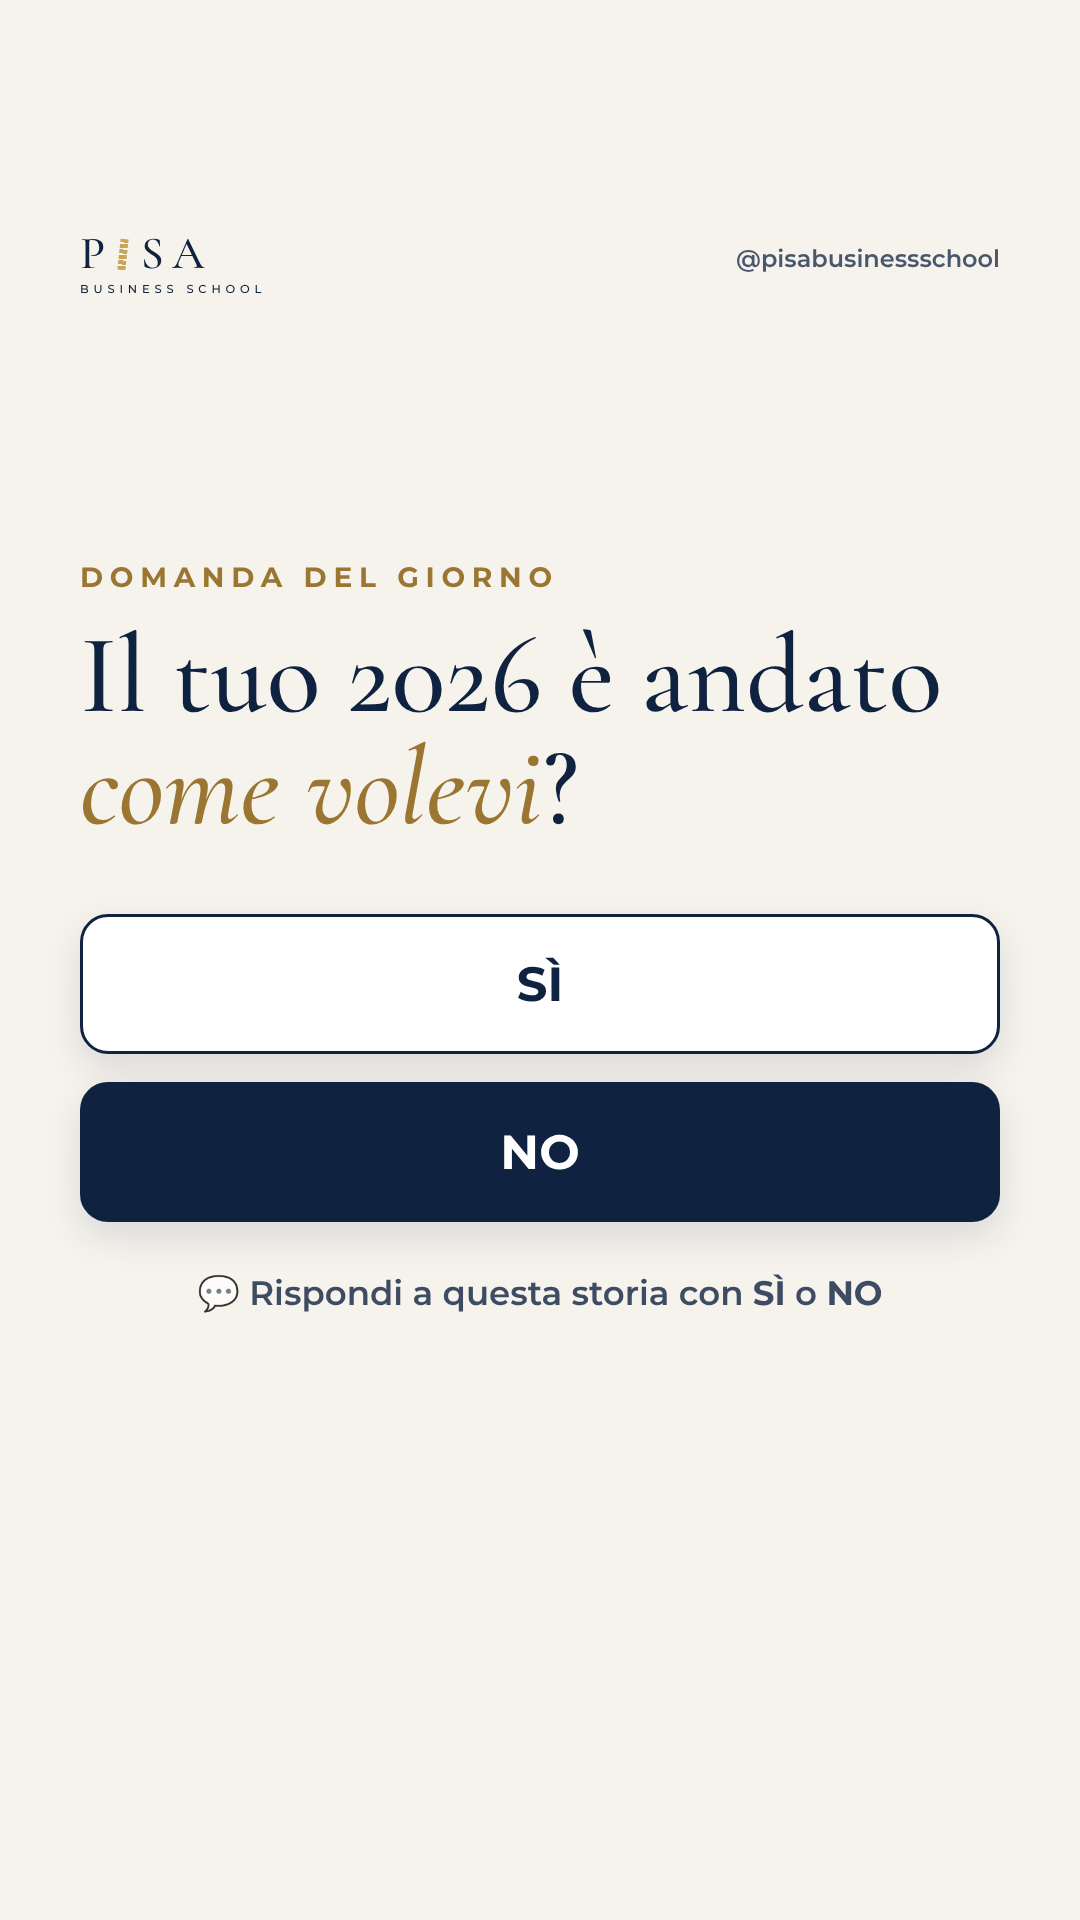 PISA
BUSINESS SCHOOL
@pisabusinessschool
DOMANDA DEL GIORNO
Il tuo 2026 è andato
come volevi?
SÌ
NO
💬 Rispondi a questa storia con SÌ o NO